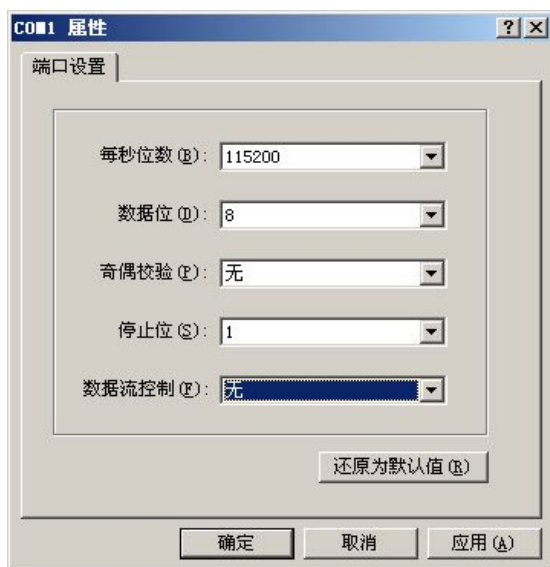 COM1 属性
端口设置
每秒位数(B): 115200
数据位(D): 8
奇偶校验(P): 无
停止位(S): 1
数据流控制(F): 无
还原为默认值(R)
确定 取消 应用(A)